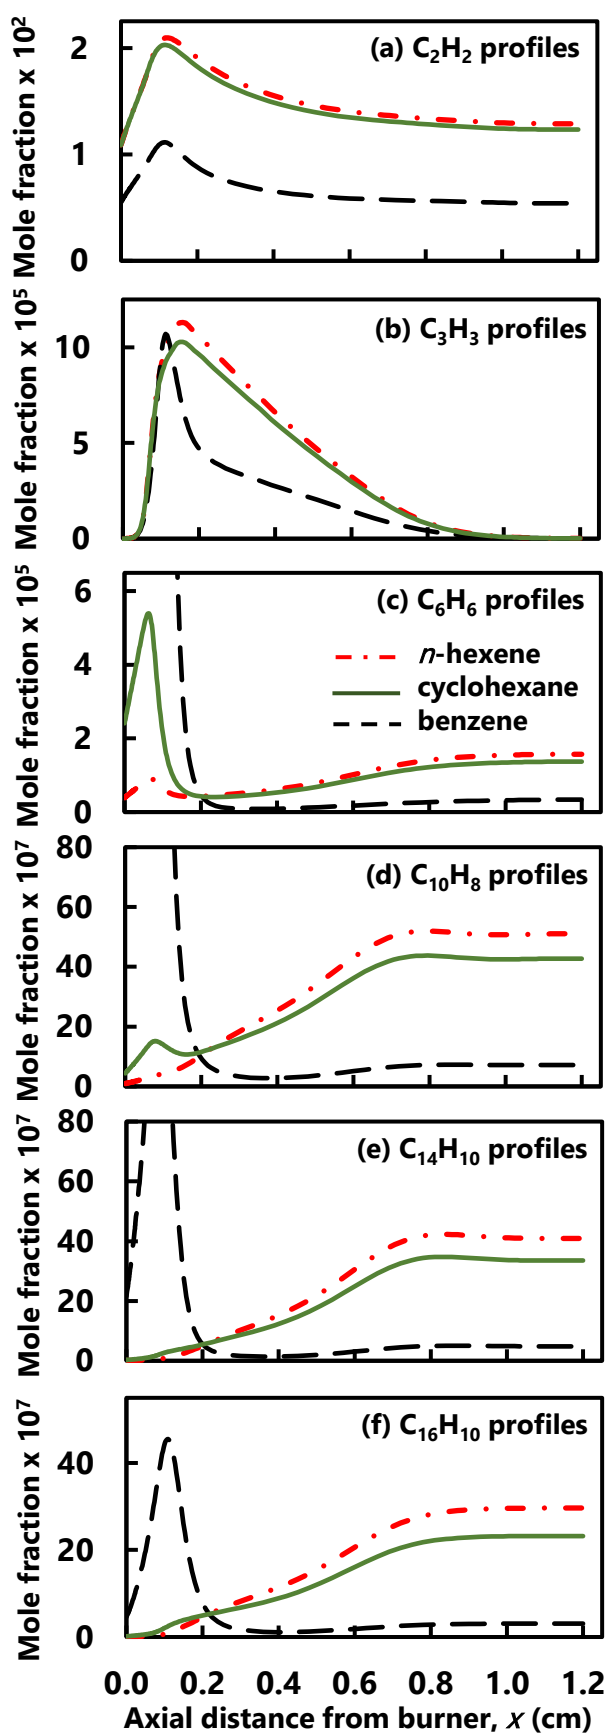 (a) C₂H₂ profiles
Mole fraction x 10²
2
1
0
(b) C₃H₃ profiles
Mole fraction x 10⁵
10
5
0
(c) C₆H₆ profiles
Mole fraction x 10⁵
6
4
2
0
n-hexene
cyclohexane
benzene
(d) C₁₀H₈ profiles
Mole fraction x 10⁷
80
60
40
20
0
(e) C₁₄H₁₀ profiles
Mole fraction x 10⁷
80
60
40
20
0
(f) C₁₆H₁₀ profiles
Mole fraction x 10⁷
40
20
0
0.0 0.2 0.4 0.6 0.8 1.0 1.2
Axial distance from burner, x (cm)